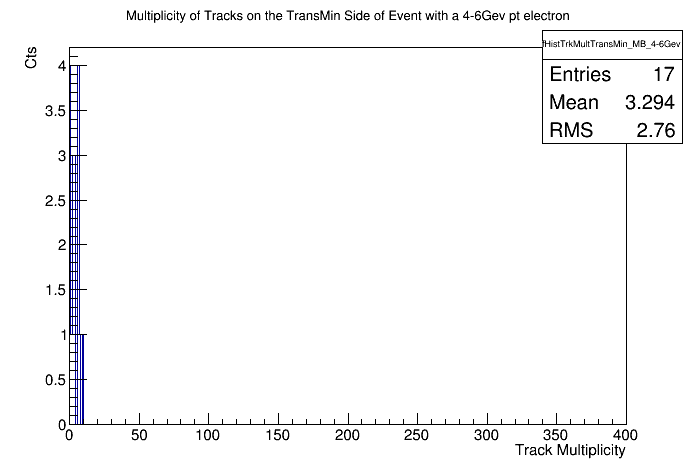 Multiplicity of Tracks on the TransMin Side of Event with a 4-6Gev pt electron
Cts
fHistTrkMultTransMin_MB_4-6Gev
Entries 17
Mean 3.294
RMS 2.76
4
3.5
3
2.5
2
1.5
1
0.5
0
0 50 100 150 200 250 300 350 400
Track Multiplicity